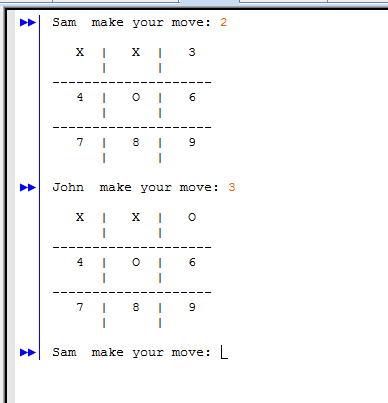 Sam  make your move: 2
X | X | 3
| |
--------------------
4 | O | 6
| |
--------------------
7 | 8 | 9
| |
John  make your move: 3
X | X | O
| |
--------------------
4 | O | 6
| |
--------------------
7 | 8 | 9
| |
Sam  make your move: